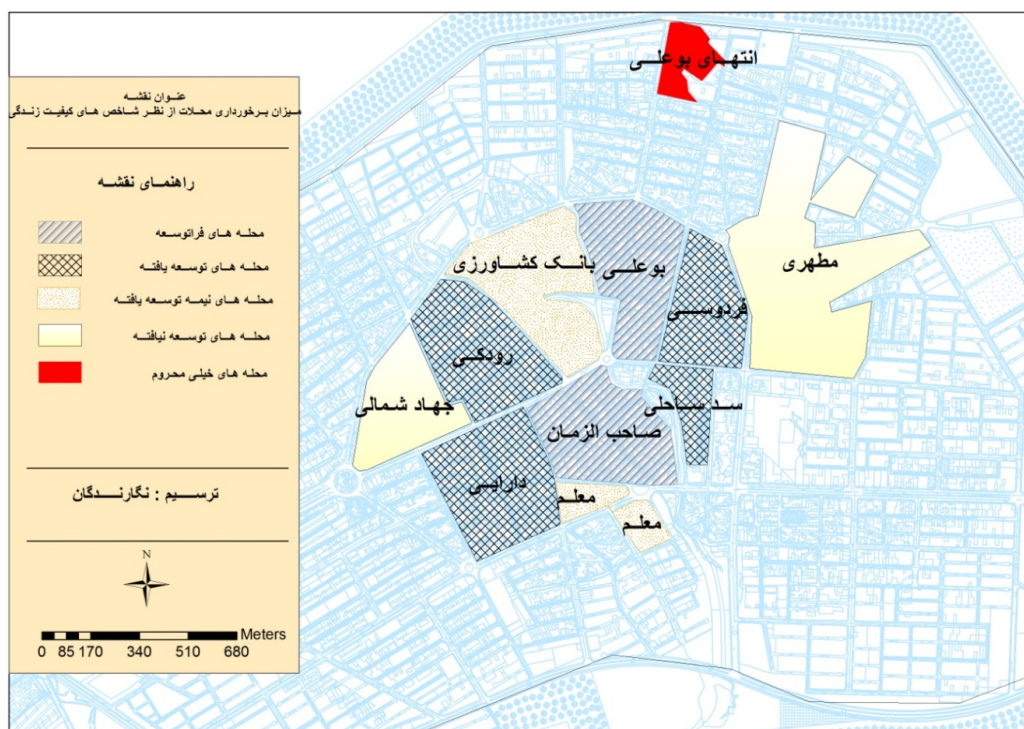 عنوان نقشه
میزان برخورداری محلات از نظر شاخص های کیفیت زندگی
راهنمای نقشه
محله های فراتوسعه
محله های توسعه یافته
محله های نیمه توسعه یافته
محله های توسعه نیافته
محله های خیلی محروم
ترسیم : نگارندگان
N
Meters
0 85 170 340 510 680
انتهای بوعلی
مطهری
بوعلی
بانک کشاورزی
فردوسی
رودکی
جهاد شمالی
سد ساحلی
صاحب الزمان
دارایی
معلم
معلم